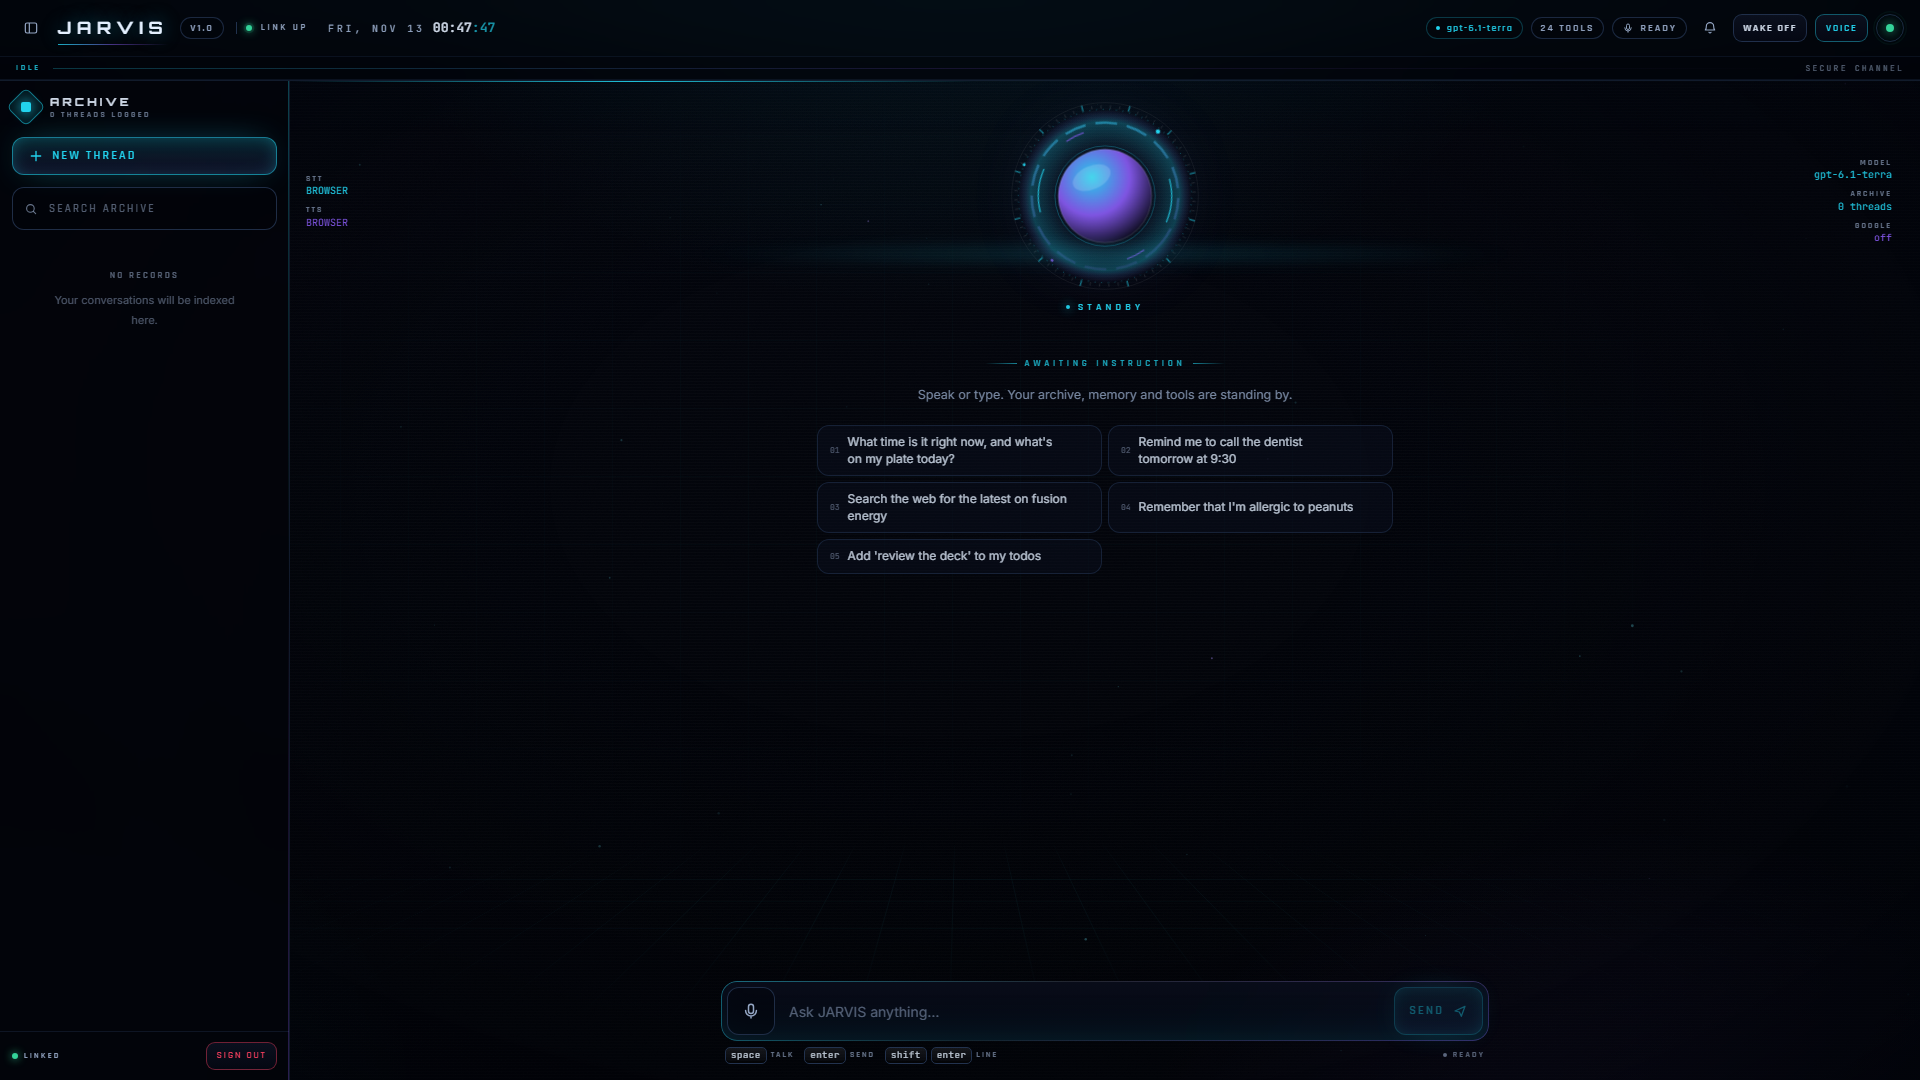 JARVIS
V1.0
LINK UP
FRI, NOV 13 00:47:47
gpt-6.1-terra
24 TOOLS
READY
WAKE OFF
VOICE
IDLE
SECURE CHANNEL
ARCHIVE
0 THREADS LOGGED
NEW THREAD
SEARCH ARCHIVE
NO RECORDS
Your conversations will be indexed
here.
STT
BROWSER
TTS
BROWSER
MODEL
gpt-6.1-terra
ARCHIVE
0 threads
GOOGLE
off
STANDBY
AWAITING INSTRUCTION
Speak or type. Your archive, memory and tools are standing by.
01 What time is it right now, and what's
on my plate today?
02 Remind me to call the dentist
tomorrow at 9:30
03 Search the web for the latest on fusion
energy
04 Remember that I'm allergic to peanuts
05 Add 'review the deck' to my todos
Ask JARVIS anything...
SEND
space TALK enter SEND shift enter LINE
READY
LINKED
SIGN OUT